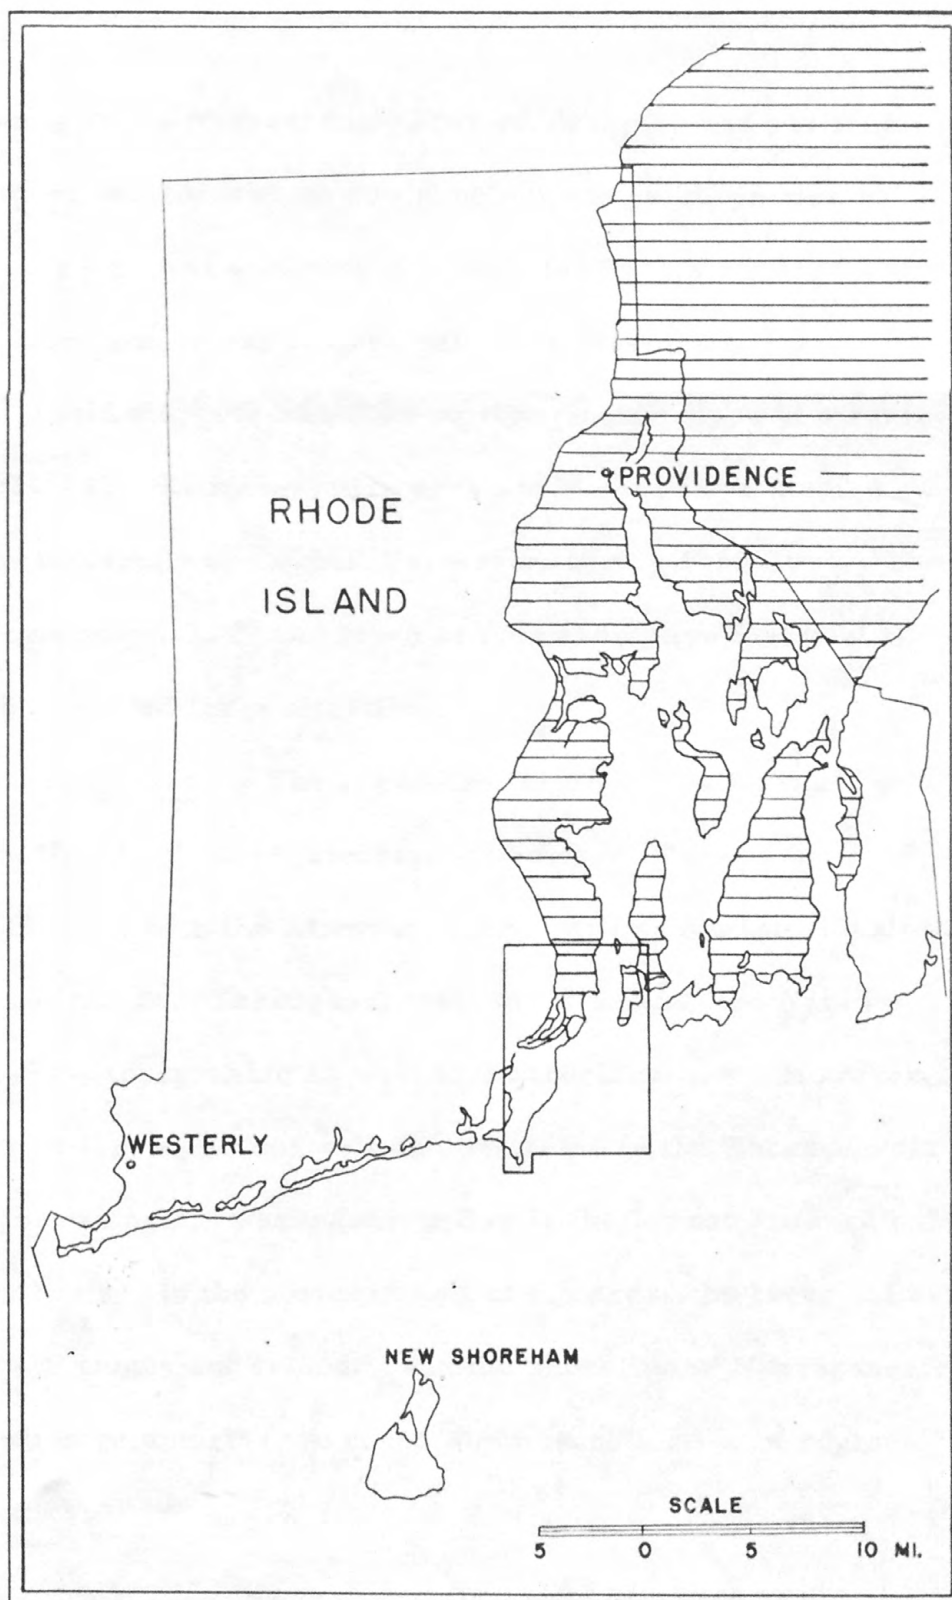 PROVIDENCE
RHODE
ISLAND
WESTERLY
NEW SHOREHAM
SCALE
5 0 5 10 MI.